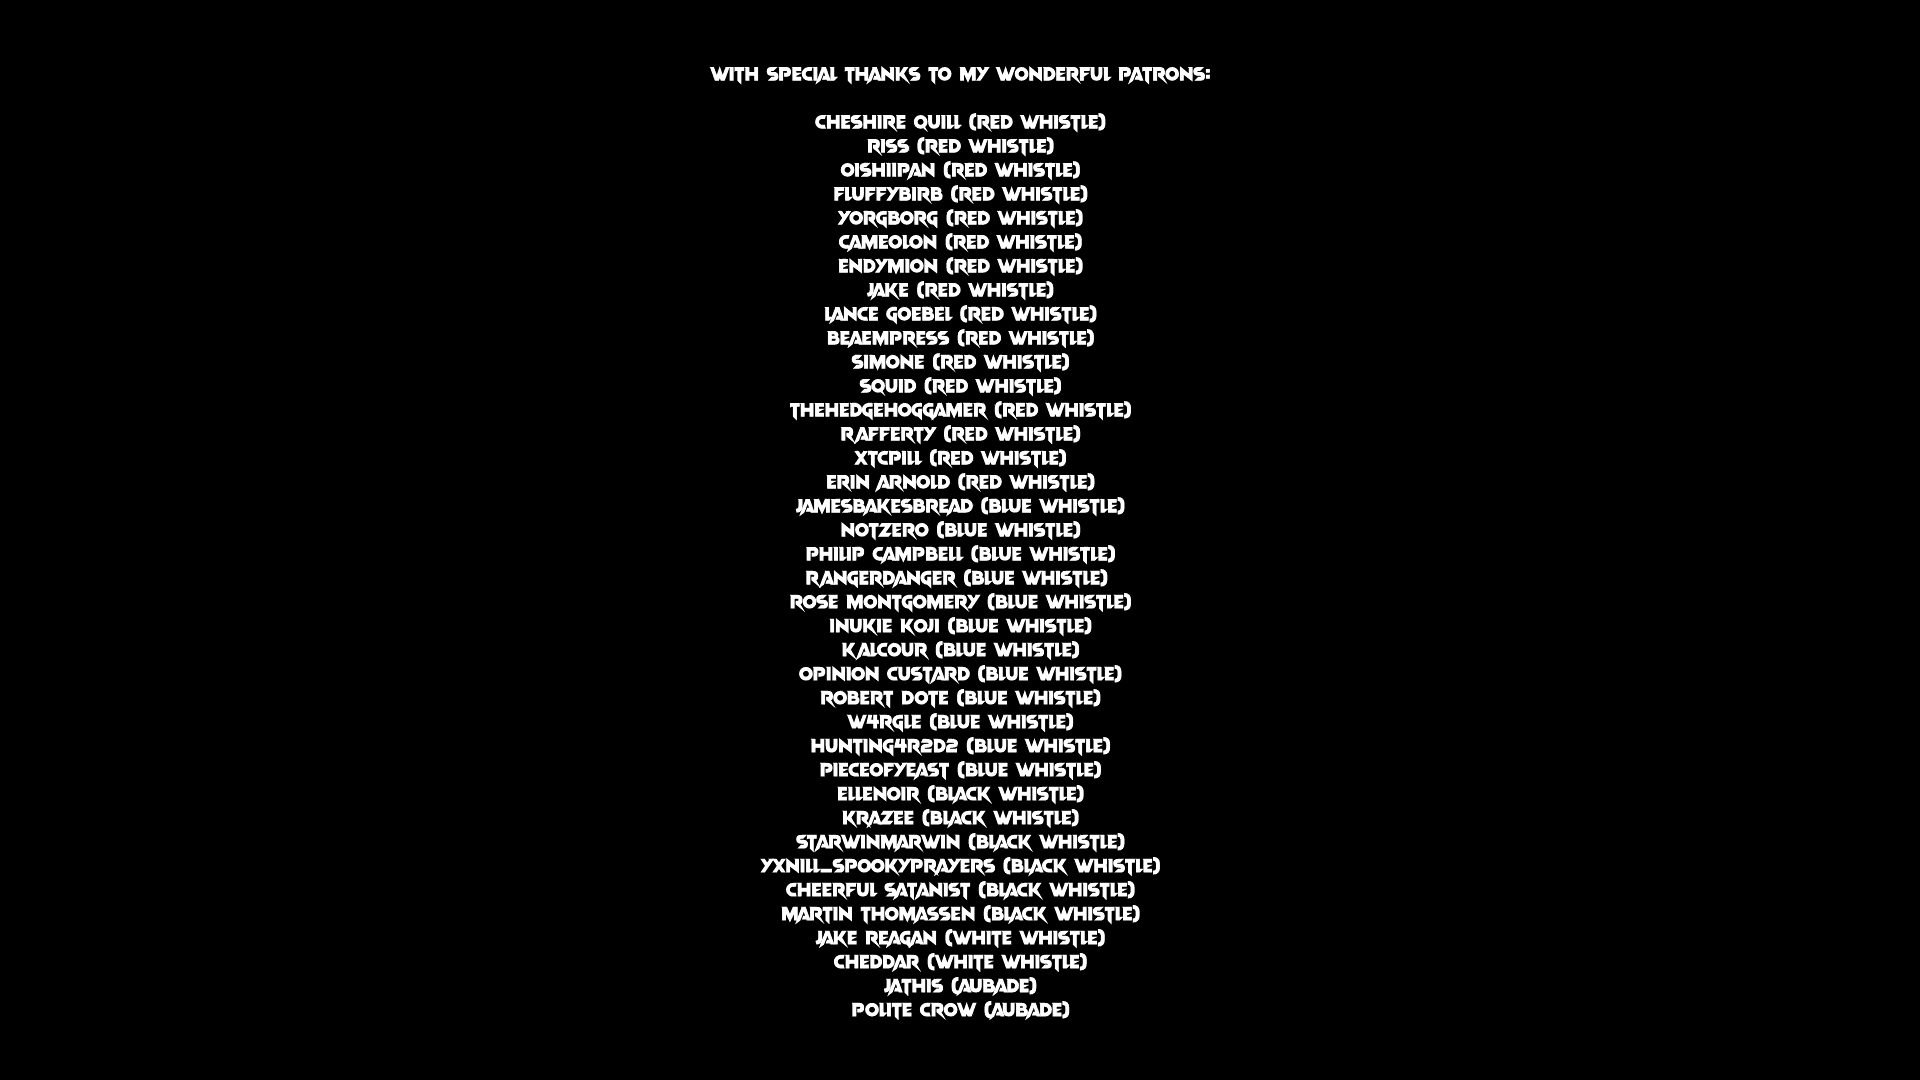 WITH SPECIAL THANKS TO MY WONDERFUL PATRONS:
CHESHIRE QUILL (RED WHISTLE)
RISS (RED WHISTLE)
OISHIIPAN (RED WHISTLE)
FLUFFYBIRB (RED WHISTLE)
YORGBORG (RED WHISTLE)
CAMEOLON (RED WHISTLE)
ENDYMION (RED WHISTLE)
JAKE (RED WHISTLE)
LANCE GOEBEL (RED WHISTLE)
BEAEMPRESS (RED WHISTLE)
SIMONE (RED WHISTLE)
SQUID (RED WHISTLE)
THEHEDGEHOGGAMER (RED WHISTLE)
RAFFERTY (RED WHISTLE)
XTCPILL (RED WHISTLE)
ERIN ARNOLD (RED WHISTLE)
JAMESBAKESBREAD (BLUE WHISTLE)
NOTZERO (BLUE WHISTLE)
PHILIP CAMPBELL (BLUE WHISTLE)
RANGERDANGER (BLUE WHISTLE)
ROSE MONTGOMERY (BLUE WHISTLE)
INUKIE KOJI (BLUE WHISTLE)
KALCOUR (BLUE WHISTLE)
OPINION CUSTARD (BLUE WHISTLE)
ROBERT DOTE (BLUE WHISTLE)
W4RGLE (BLUE WHISTLE)
HUNTING4R2D2 (BLUE WHISTLE)
PIECEOFYEAST (BLUE WHISTLE)
ELLENOIR (BLACK WHISTLE)
KRAZEE (BLACK WHISTLE)
STARWINMARWIN (BLACK WHISTLE)
YXNILL_SPOOKYPRAYERS (BLACK WHISTLE)
CHEERFUL SATANIST (BLACK WHISTLE)
MARTIN THOMASSEN (BLACK WHISTLE)
JAKE REAGAN (WHITE WHISTLE)
CHEDDAR (WHITE WHISTLE)
JATHIS (AUBADE)
POLITE CROW (AUBADE)